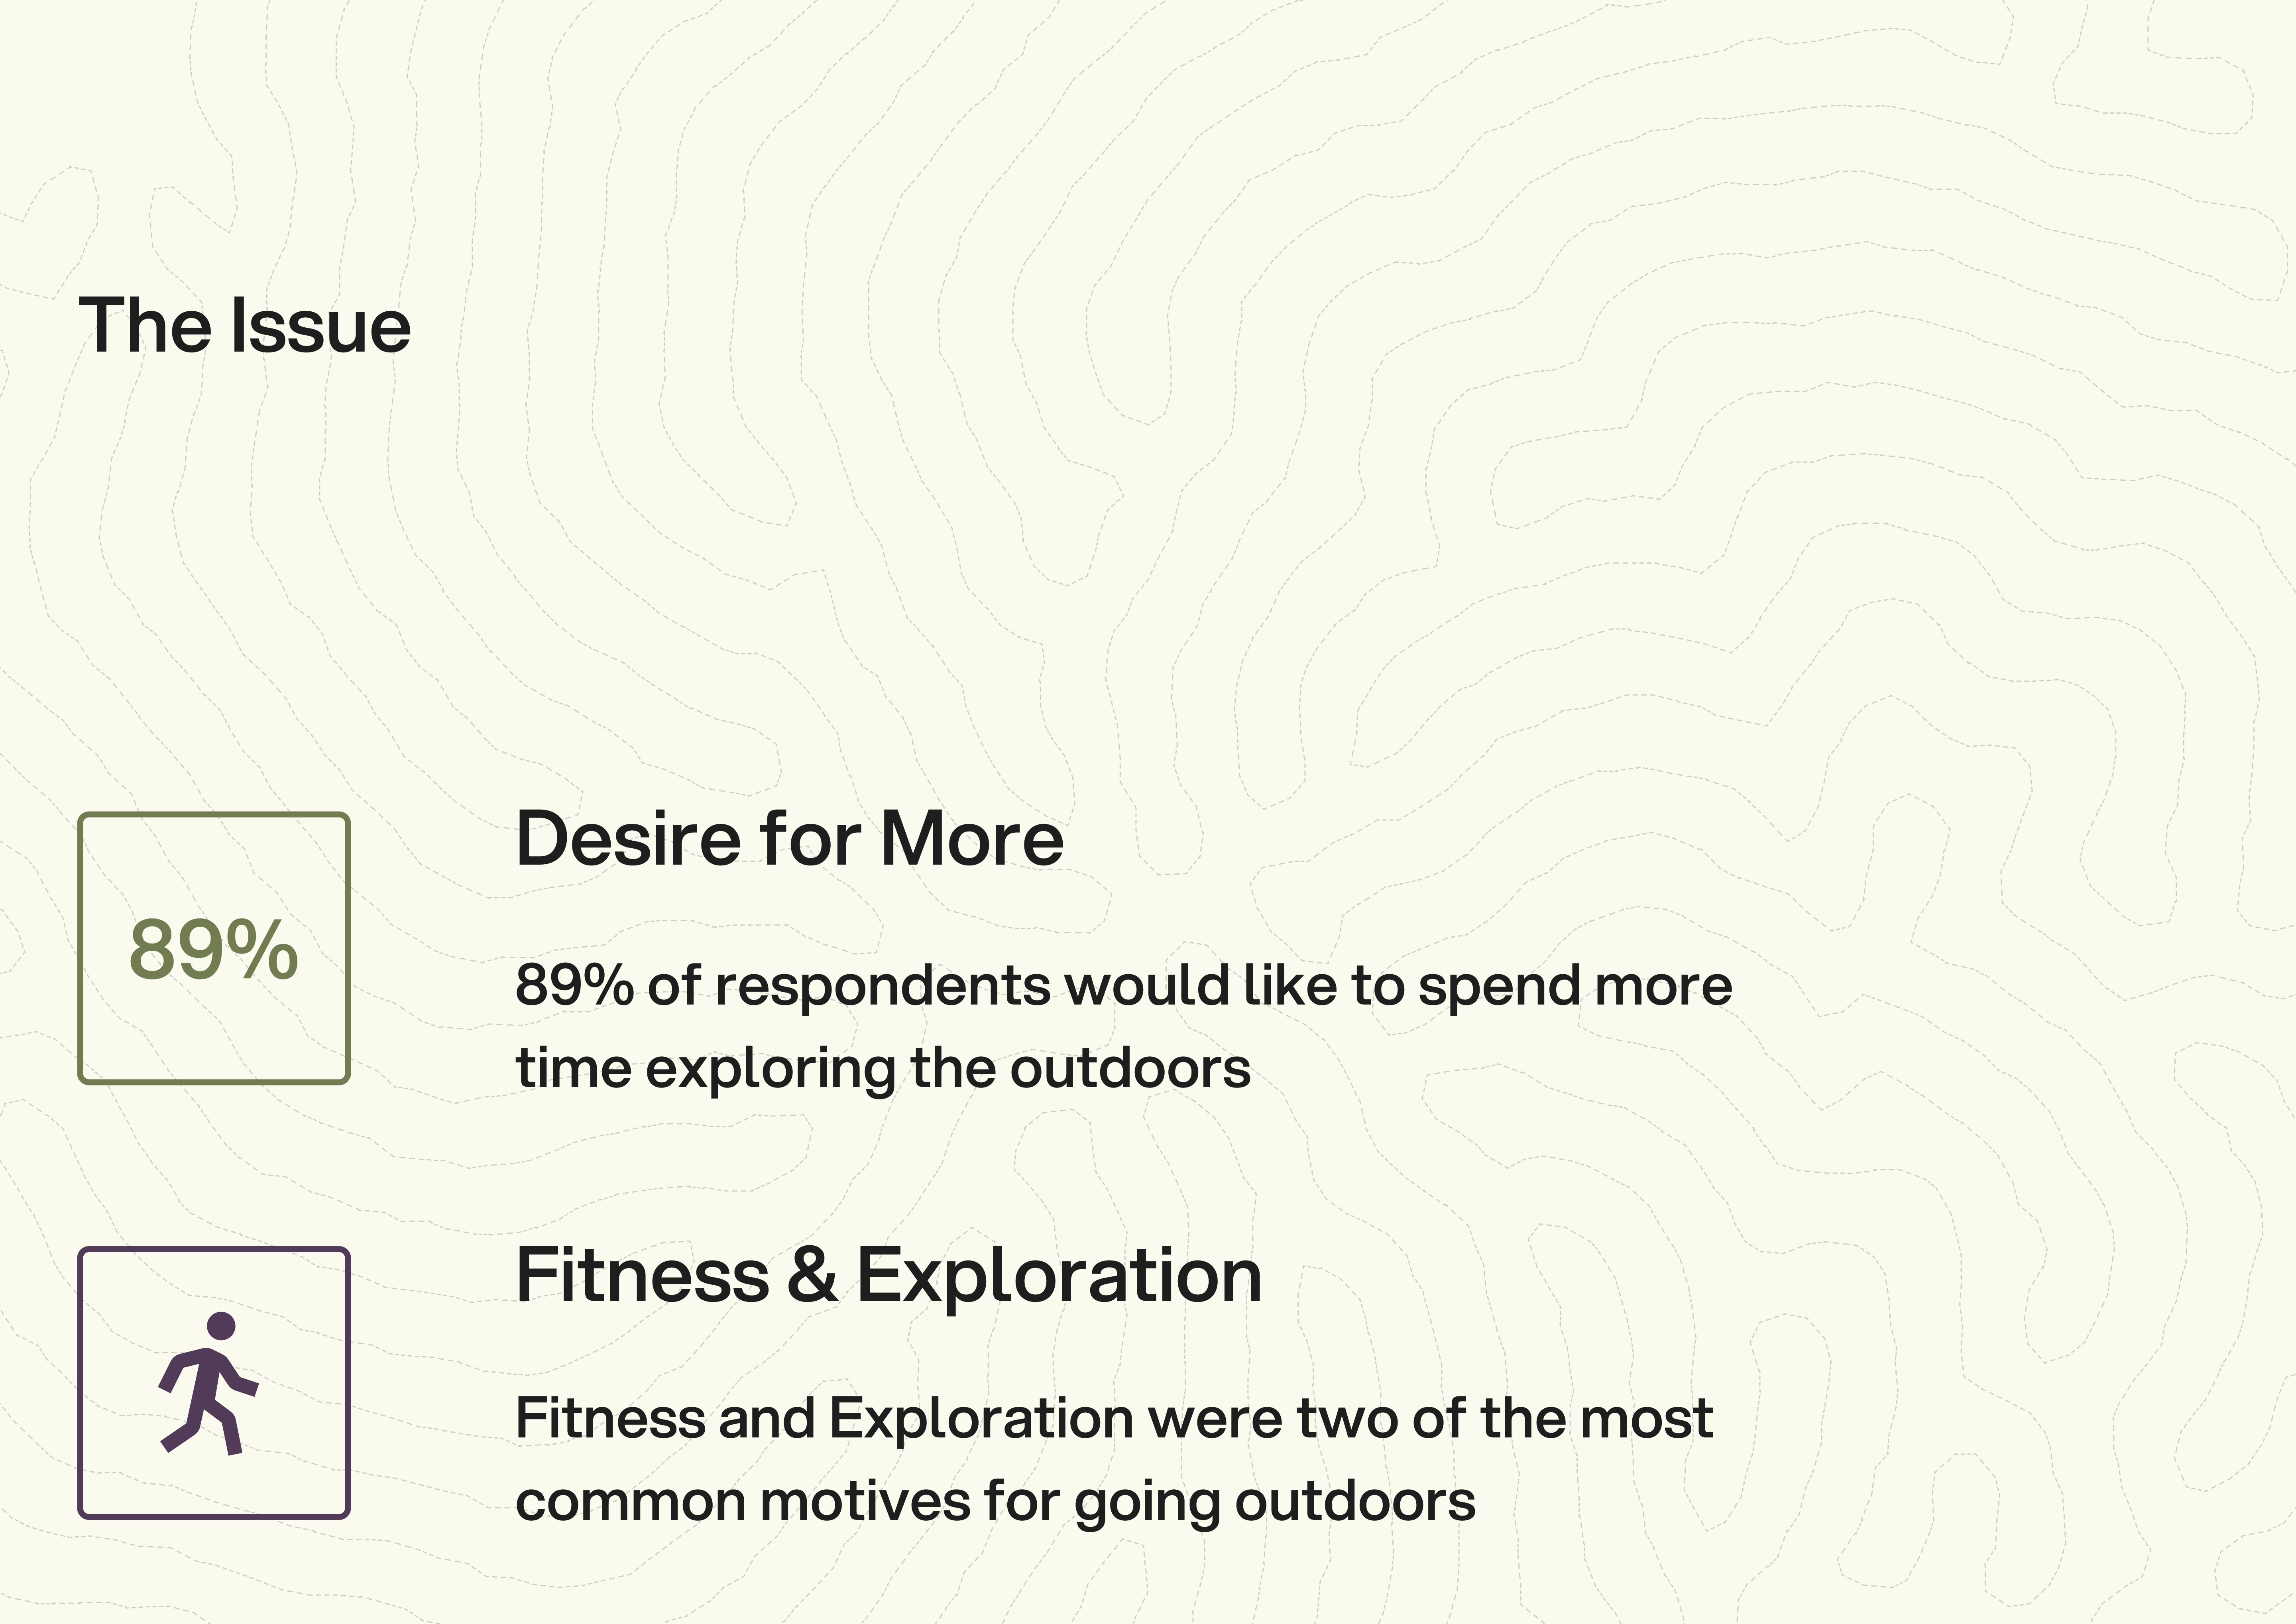 The Issue
89%
Desire for More
89% of respondents would like to spend more
time exploring the outdoors
Fitness & Exploration
Fitness and Exploration were two of the most
common motives for going outdoors